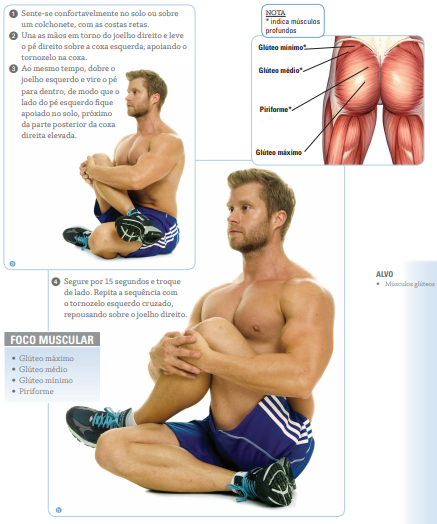 1 Sente-se confortavelmente no solo ou sobre
um colchonete, com as costas retas.
2 Una as mãos em torno do joelho direito e leve
o pé direito sobre a coxa esquerda, apoiando o
tornozelo na coxa.
3 Ao mesmo tempo, dobre o
joelho esquerdo e vire o pé
para dentro, de modo que o
lado do pé esquerdo fique
apoiado no solo, próximo
da parte posterior da coxa
direita elevada.
a
NOTA
* indica músculos
profundos
Glúteo mínimo*
Glúteo médio*
Piriforme*
Glúteo máximo
4 Segure por 15 segundos e troque
de lado. Repita a sequência com
o tornozelo esquerdo cruzado,
repousando sobre o joelho direito.
b
FOCO MUSCULAR
• Glúteo máximo
• Glúteo médio
• Glúteo mínimo
• Piriforme
ALVO
• Músculos glúteos